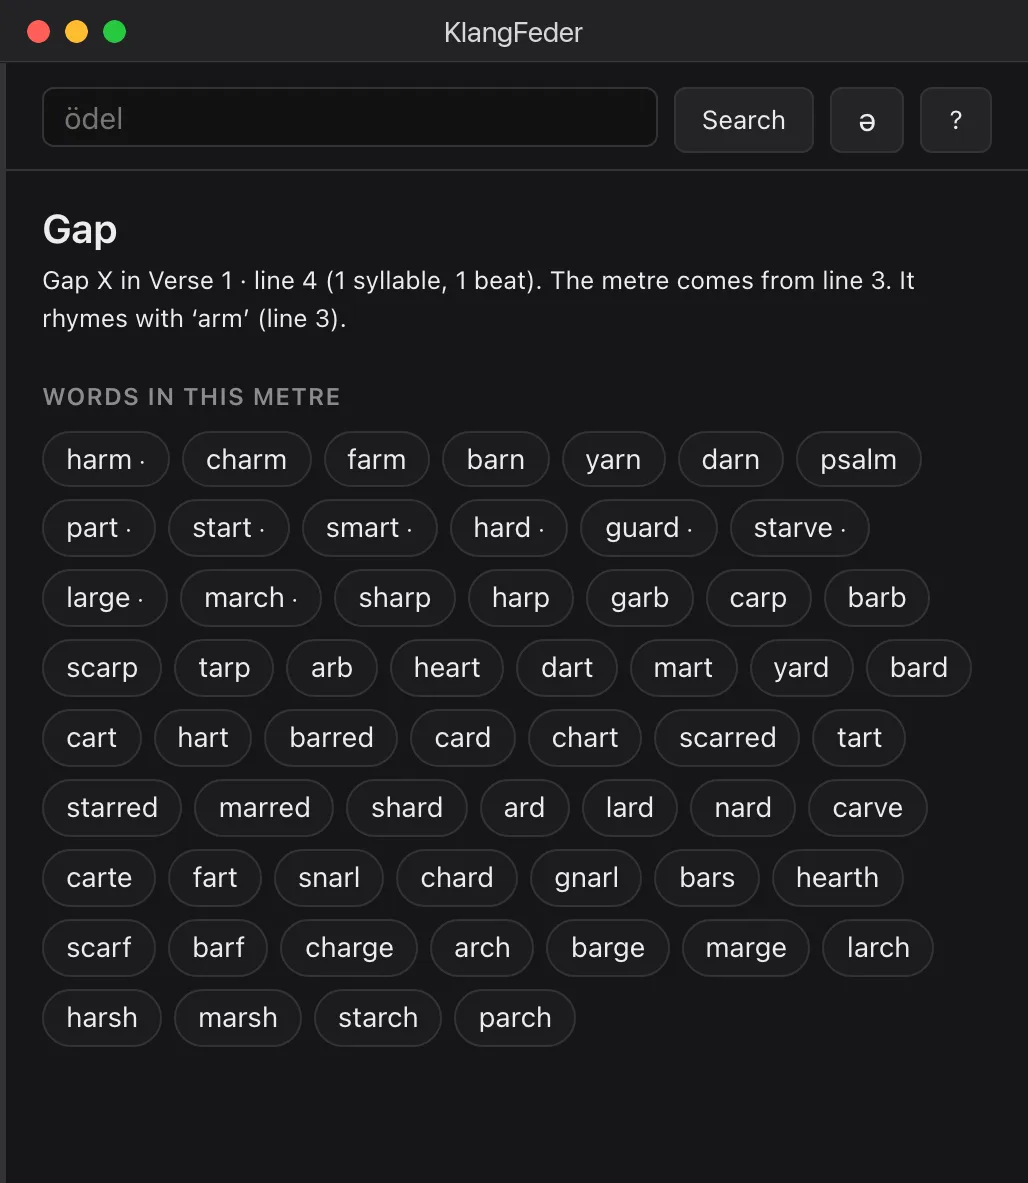 KlangFeder
ödel Search ə ?
Gap
Gap X in Verse 1 · line 4 (1 syllable, 1 beat). The metre comes from line 3. It
rhymes with ‘arm’ (line 3).
WORDS IN THIS METRE
harm · charm farm barn yarn darn psalm
part · start · smart · hard · guard · starve ·
large · march · sharp harp garb carp barb
scarp tarp arb heart dart mart yard bard
cart hart barred card chart scarred tart
starred marred shard ard lard nard carve
carte fart snarl chard gnarl bars hearth
scarf barf charge arch barge marge larch
harsh marsh starch parch